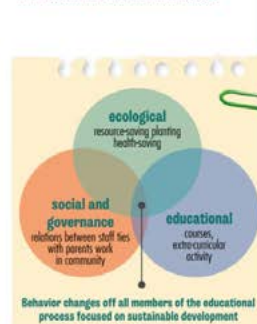 ecological
resource-saving planting
health-saving
social and
governance
relations between staff ties
with parents work
in community
educational
courses,
extra-curricular
activity
Behavior changes off all members of the educational
process focused on sustainable development